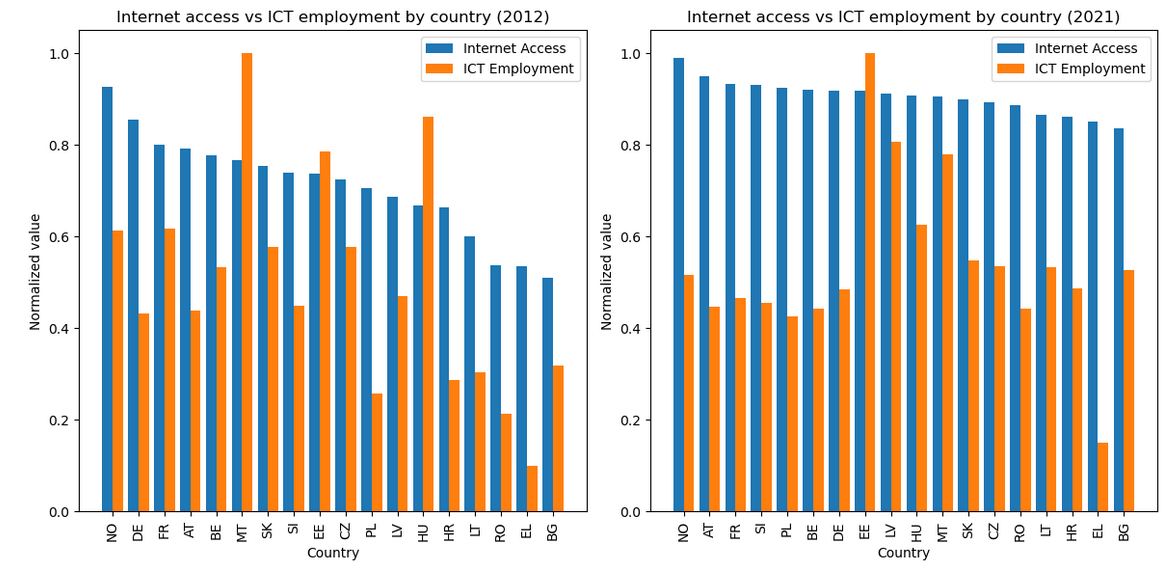 Internet access vs ICT employment by country (2012)
Internet Access
ICT Employment
Normalized value
1.0
0.8
0.6
0.4
0.2
0.0
NO DE FR AT BE MT SK SI EE CZ PL LV HU HR LT RO EL BG
Country
Internet access vs ICT employment by country (2021)
Internet Access
ICT Employment
Normalized value
1.0
0.8
0.6
0.4
0.2
0.0
NO AT FR SI PL BE DE EE LV HU MT SK CZ RO LT HR EL BG
Country